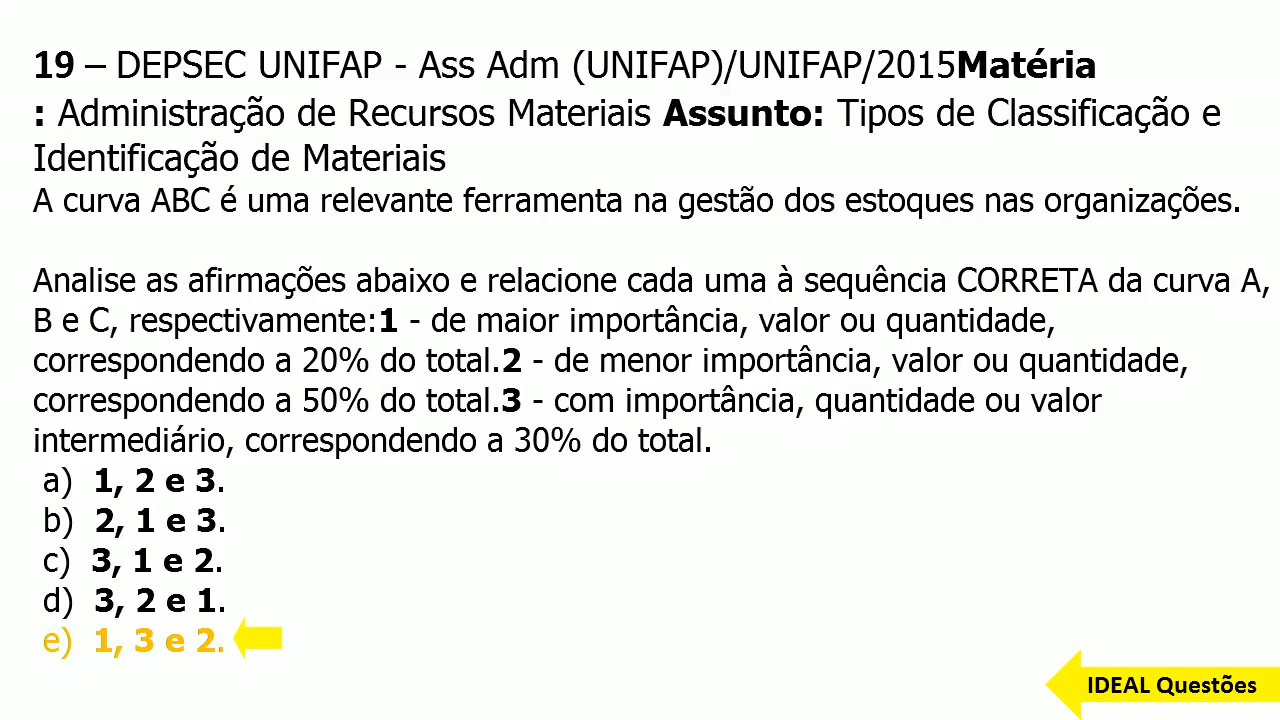 19 – DEPSEC UNIFAP - Ass Adm (UNIFAP)/UNIFAP/2015Matéria
: Administração de Recursos Materiais Assunto: Tipos de Classificação e
Identificação de Materiais
A curva ABC é uma relevante ferramenta na gestão dos estoques nas organizações.
Analise as afirmações abaixo e relacione cada uma à sequência CORRETA da curva A,
B e C, respectivamente:1 - de maior importância, valor ou quantidade,
correspondendo a 20% do total.2 - de menor importância, valor ou quantidade,
correspondendo a 50% do total.3 - com importância, quantidade ou valor
intermediário, correspondendo a 30% do total.
a) 1, 2 e 3.
b) 2, 1 e 3.
c) 3, 1 e 2.
d) 3, 2 e 1.
e) 1, 3 e 2.
IDEAL Questões